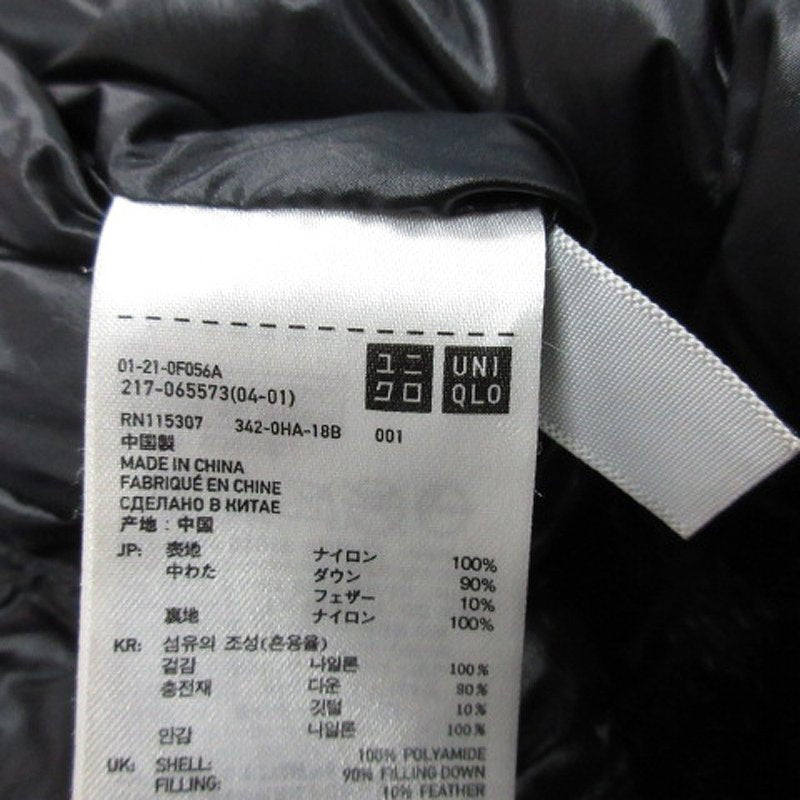 01-21-0F056A
217-065573(04-01)
ユニクロ
UNIQLO
RN115307 342-0HA-18B 001
中国製
MADE IN CHINA
FABRIQUÉ EN CHINE
СДЕЛАНО В КИТАЕ
产地：中国
JP: 表地 ナイロン 100%
中わた ダウン 90%
フェザー 10%
裏地 ナイロン 100%
KR: 섬유의 조성(혼용율)
겉감 나일론 100%
충전재 다운 90%
깃털 10%
안감 나일론 100%
UK: SHELL: 100% POLYAMIDE
FILLING: 90% FILLING DOWN
10% FEATHER